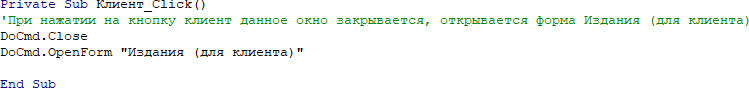 Private Sub Клиент_Click()
'При нажатии на кнопку клиент данное окно закрывается, открывается форма Издания (для клиента)
DoCmd.Close
DoCmd.OpenForm "Издания (для клиента)"
End Sub